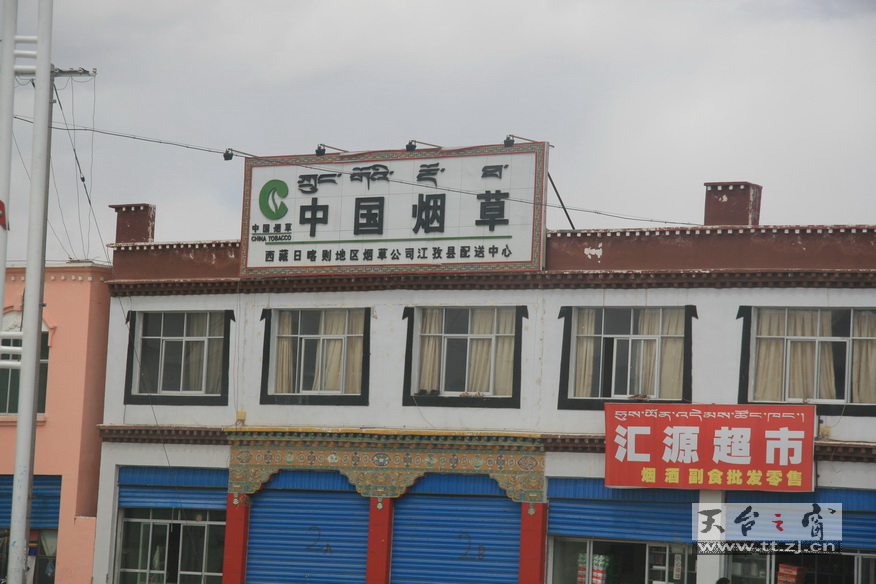 ཀྲུང་གོའི་ཐ་མ་ཁ
中国烟草
CHINA TOBACCO
中国烟草
西藏日喀则地区烟草公司江孜县配送中心
汇源超市
烟酒 副食批发零售
天台之窗
www.tt.zj.cn